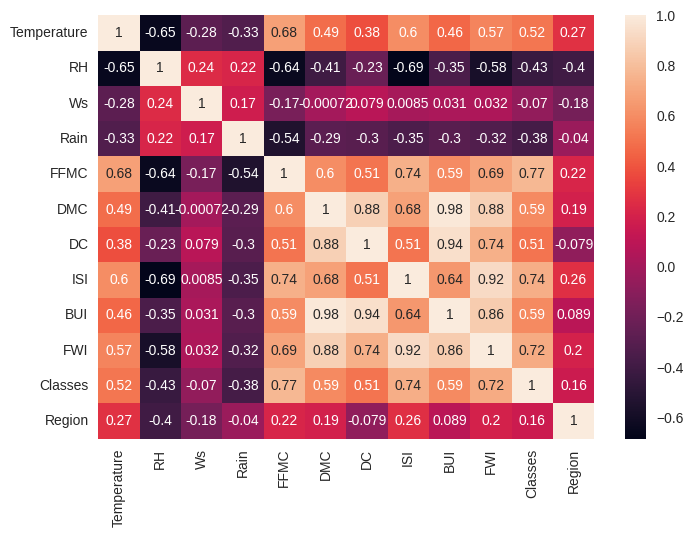 Temperature 1 -0.65 -0.28 -0.33 0.68 0.49 0.38 0.6 0.46 0.57 0.52 0.27
RH -0.65 1 0.24 0.22 -0.64 -0.41 -0.23 -0.69 -0.35 -0.58 -0.43 -0.4
Ws -0.28 0.24 1 0.17 -0.17 -0.00072 0.079 0.0085 0.031 0.032 -0.07 -0.18
Rain -0.33 0.22 0.17 1 -0.54 -0.29 -0.3 -0.35 -0.3 -0.32 -0.38 -0.04
FFMC 0.68 -0.64 -0.17 -0.54 1 0.6 0.51 0.74 0.59 0.69 0.77 0.22
DMC 0.49 -0.41 -0.00072 -0.29 0.6 1 0.88 0.68 0.98 0.88 0.59 0.19
DC 0.38 -0.23 0.079 -0.3 0.51 0.88 1 0.51 0.94 0.74 0.51 -0.079
ISI 0.6 -0.69 0.0085 -0.35 0.74 0.68 0.51 1 0.64 0.92 0.74 0.26
BUI 0.46 -0.35 0.031 -0.3 0.59 0.98 0.94 0.64 1 0.86 0.59 0.089
FWI 0.57 -0.58 0.032 -0.32 0.69 0.88 0.74 0.92 0.86 1 0.72 0.2
Classes 0.52 -0.43 -0.07 -0.38 0.77 0.59 0.51 0.74 0.59 0.72 1 0.16
Region 0.27 -0.4 -0.18 -0.04 0.22 0.19 -0.079 0.26 0.089 0.2 0.16 1
Temperature RH Ws Rain FFMC DMC DC ISI BUI FWI Classes Region
1.0
0.8
0.6
0.4
0.2
0.0
−0.2
−0.4
−0.6